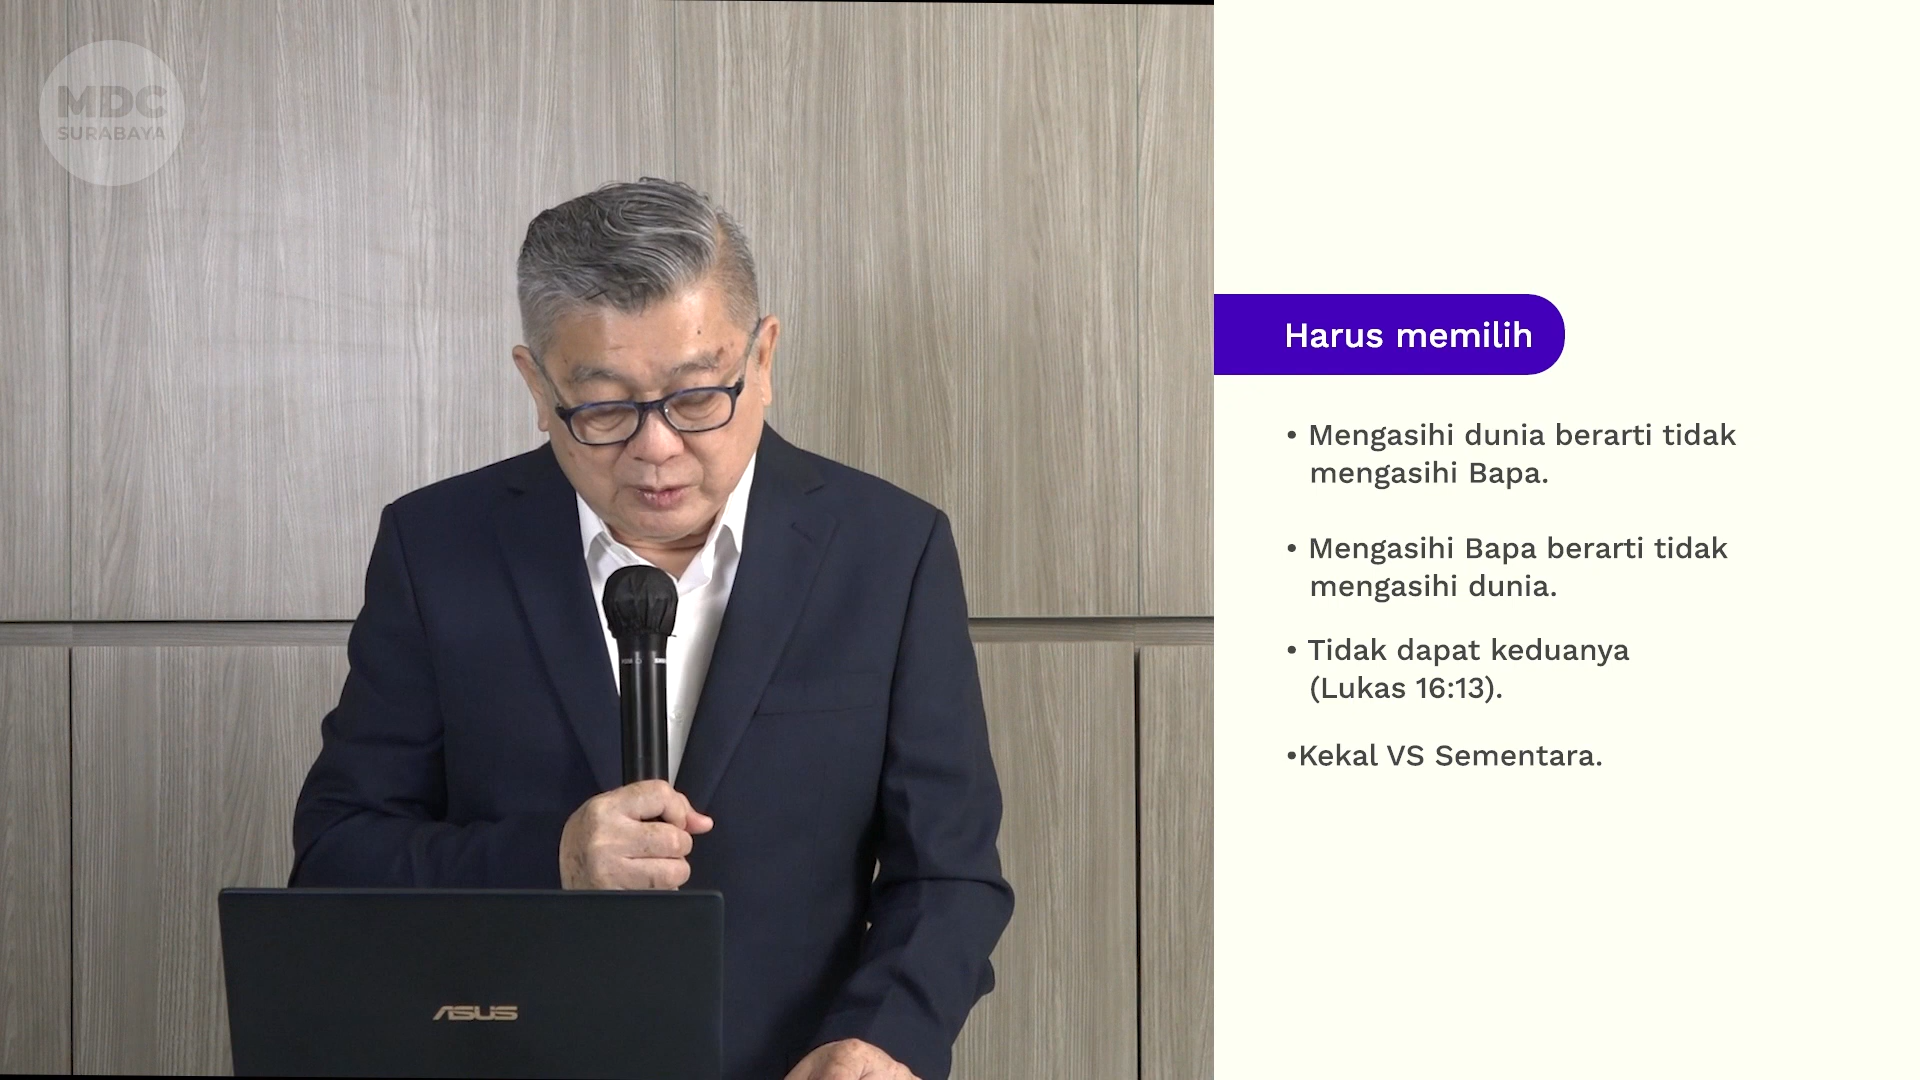 MDC
SURABAYA
Harus memilih
• Mengasihi dunia berarti tidak
mengasihi Bapa.
• Mengasihi Bapa berarti tidak
mengasihi dunia.
• Tidak dapat keduanya
(Lukas 16:13).
•Kekal VS Sementara.
ASUS